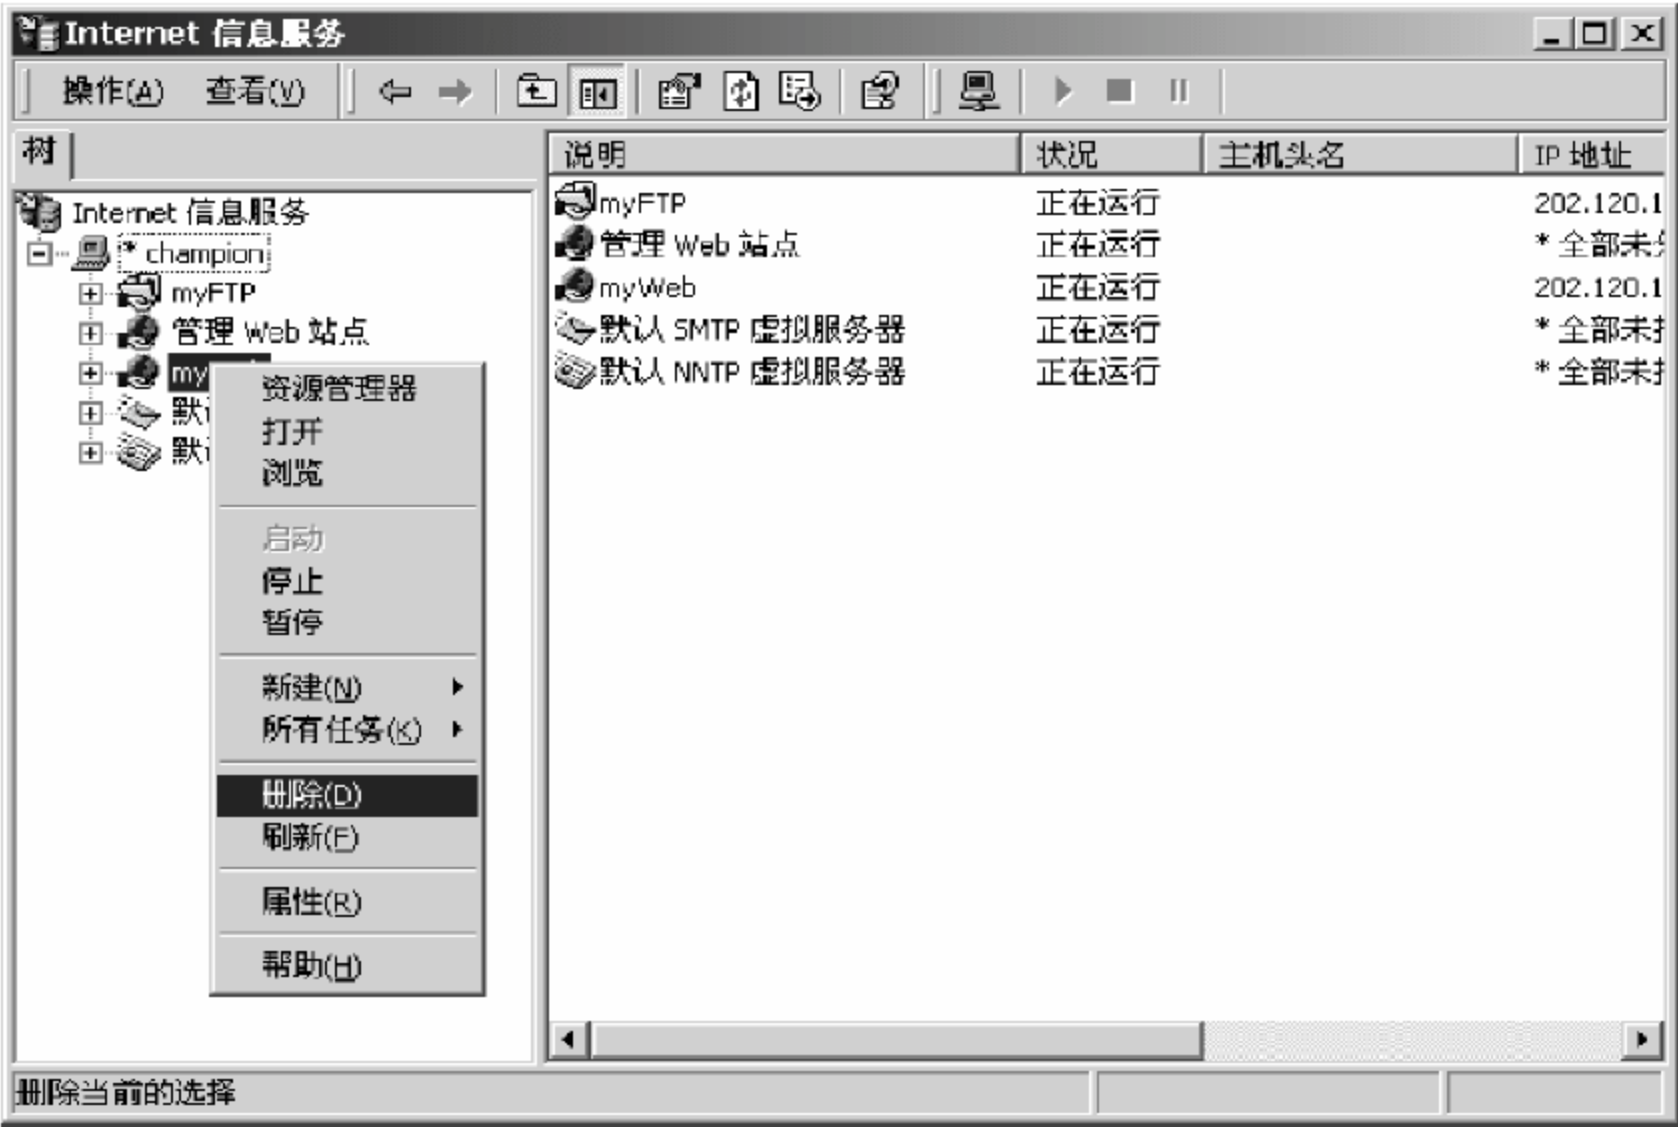 Internet 信息服务
操作(A) 查看(V)
树
Internet 信息服务
* champion
myFTP
管理 Web 站点
my
默
默
资源管理器
打开
浏览
启动
停止
暂停
新建(N)
所有任务(K)
删除(D)
刷新(F)
属性(R)
帮助(H)
说明 状况 主机头名 IP 地址
myFTP 正在运行 202.120.1
管理 Web 站点 正在运行 * 全部未
myWeb 正在运行 202.120.1
默认 SMTP 虚拟服务器 正在运行 * 全部未
默认 NNTP 虚拟服务器 正在运行 * 全部未
删除当前的选择